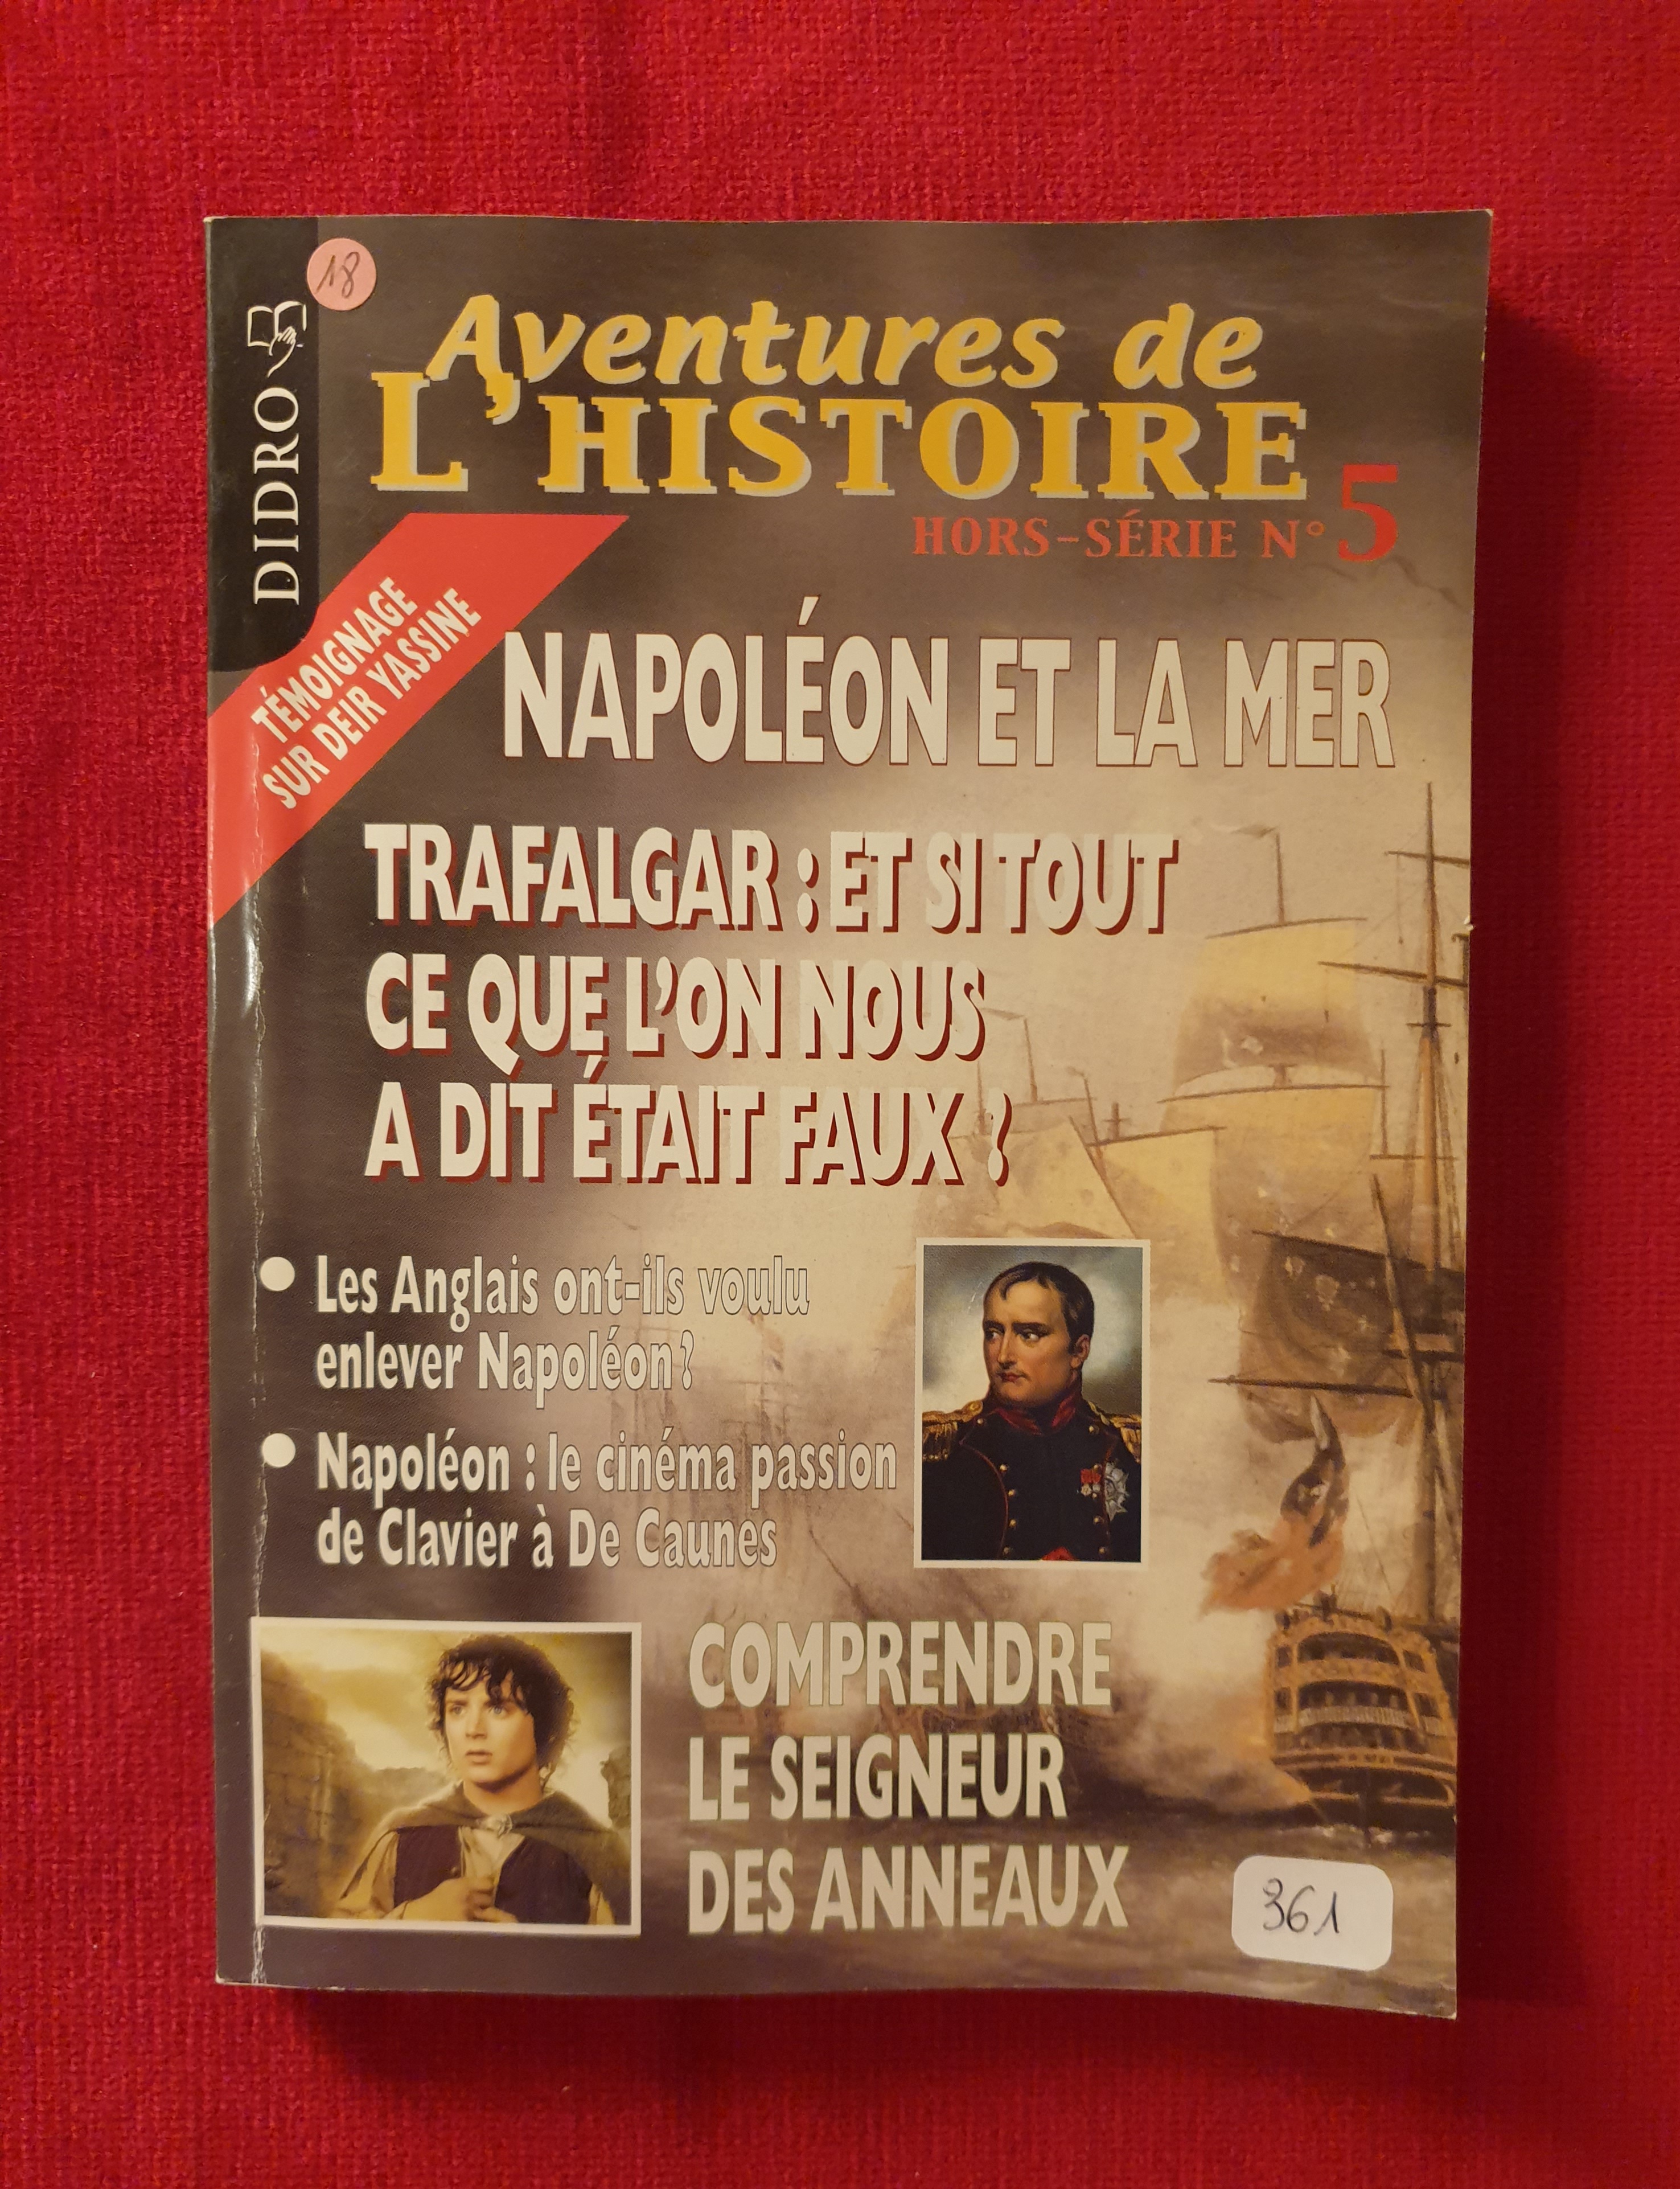 18
DIDRO
Aventures de
L'HISTOIRE
HORS-SÉRIE N° 5
TÉMOIGNAGE
SUR DEIR YASSINE
NAPOLÉON ET LA MER
TRAFALGAR : ET SI TOUT
CE QUE L'ON NOUS
A DIT ÉTAIT FAUX ?
● Les Anglais ont-ils voulu
enlever Napoléon ?
● Napoléon : le cinéma passion
de Clavier à De Caunes
COMPRENDRE
LE SEIGNEUR
DES ANNEAUX
361